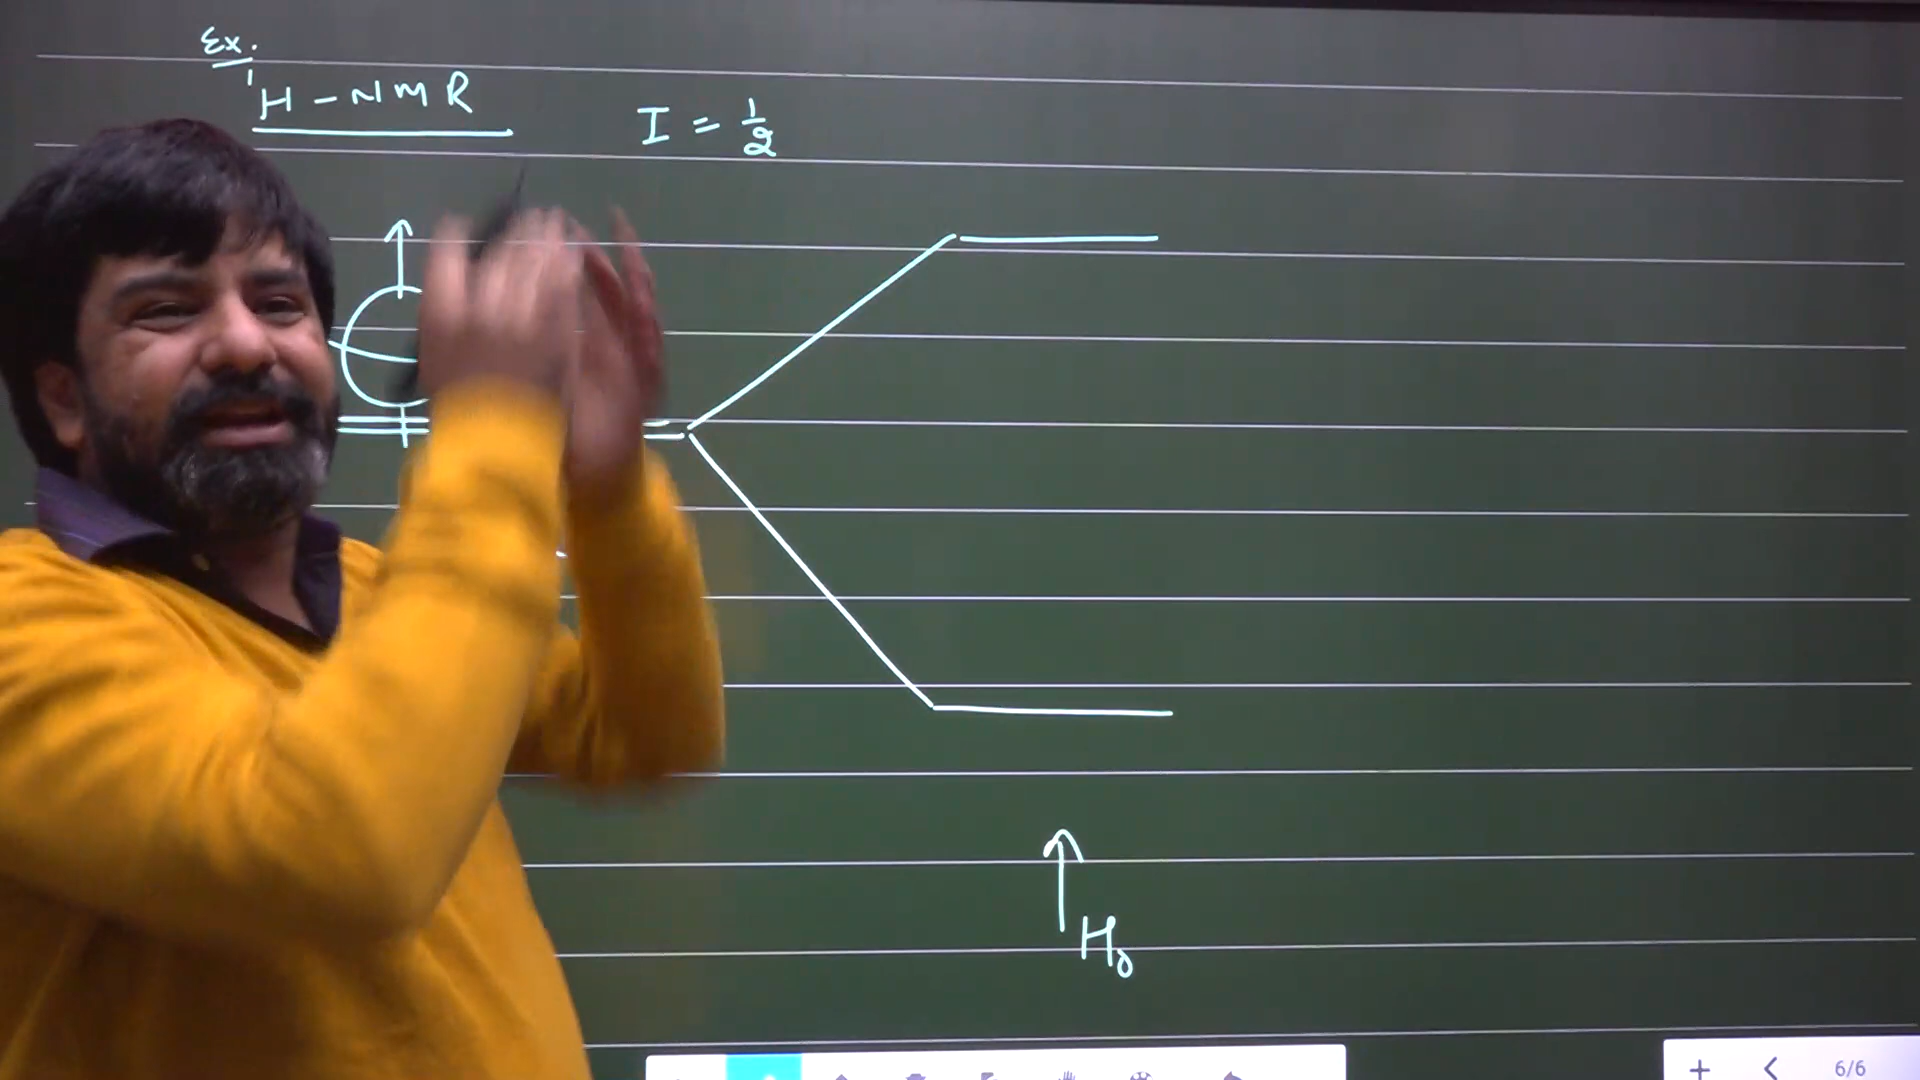 Ex.
¹H - NMR
I = 1/2
H₀
6/6